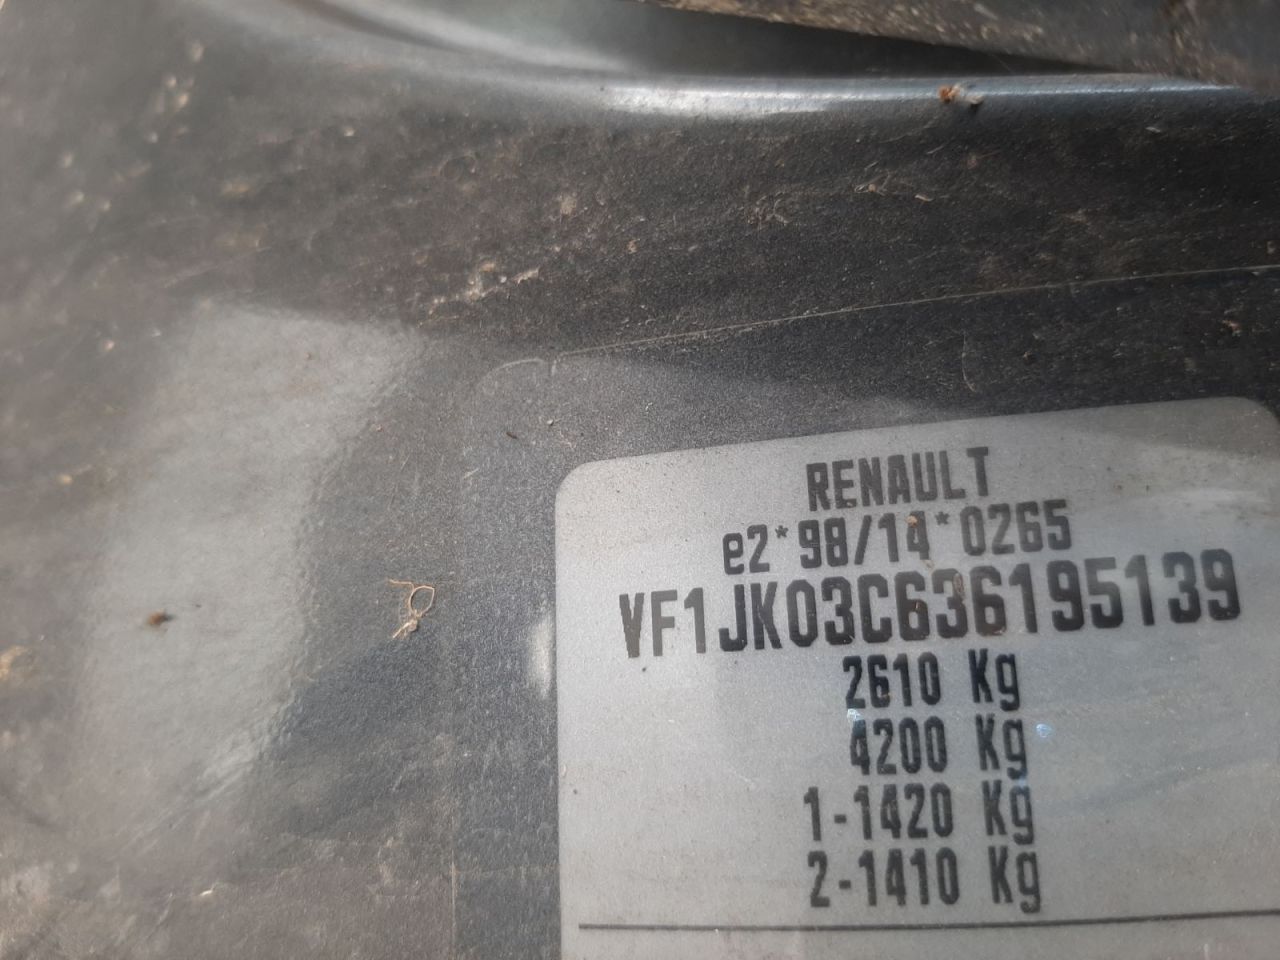 RENAULT
e2*98/14*0265
VF1JK03C636195139
2610 Kg
4200 Kg
1-1420 Kg
2-1410 Kg